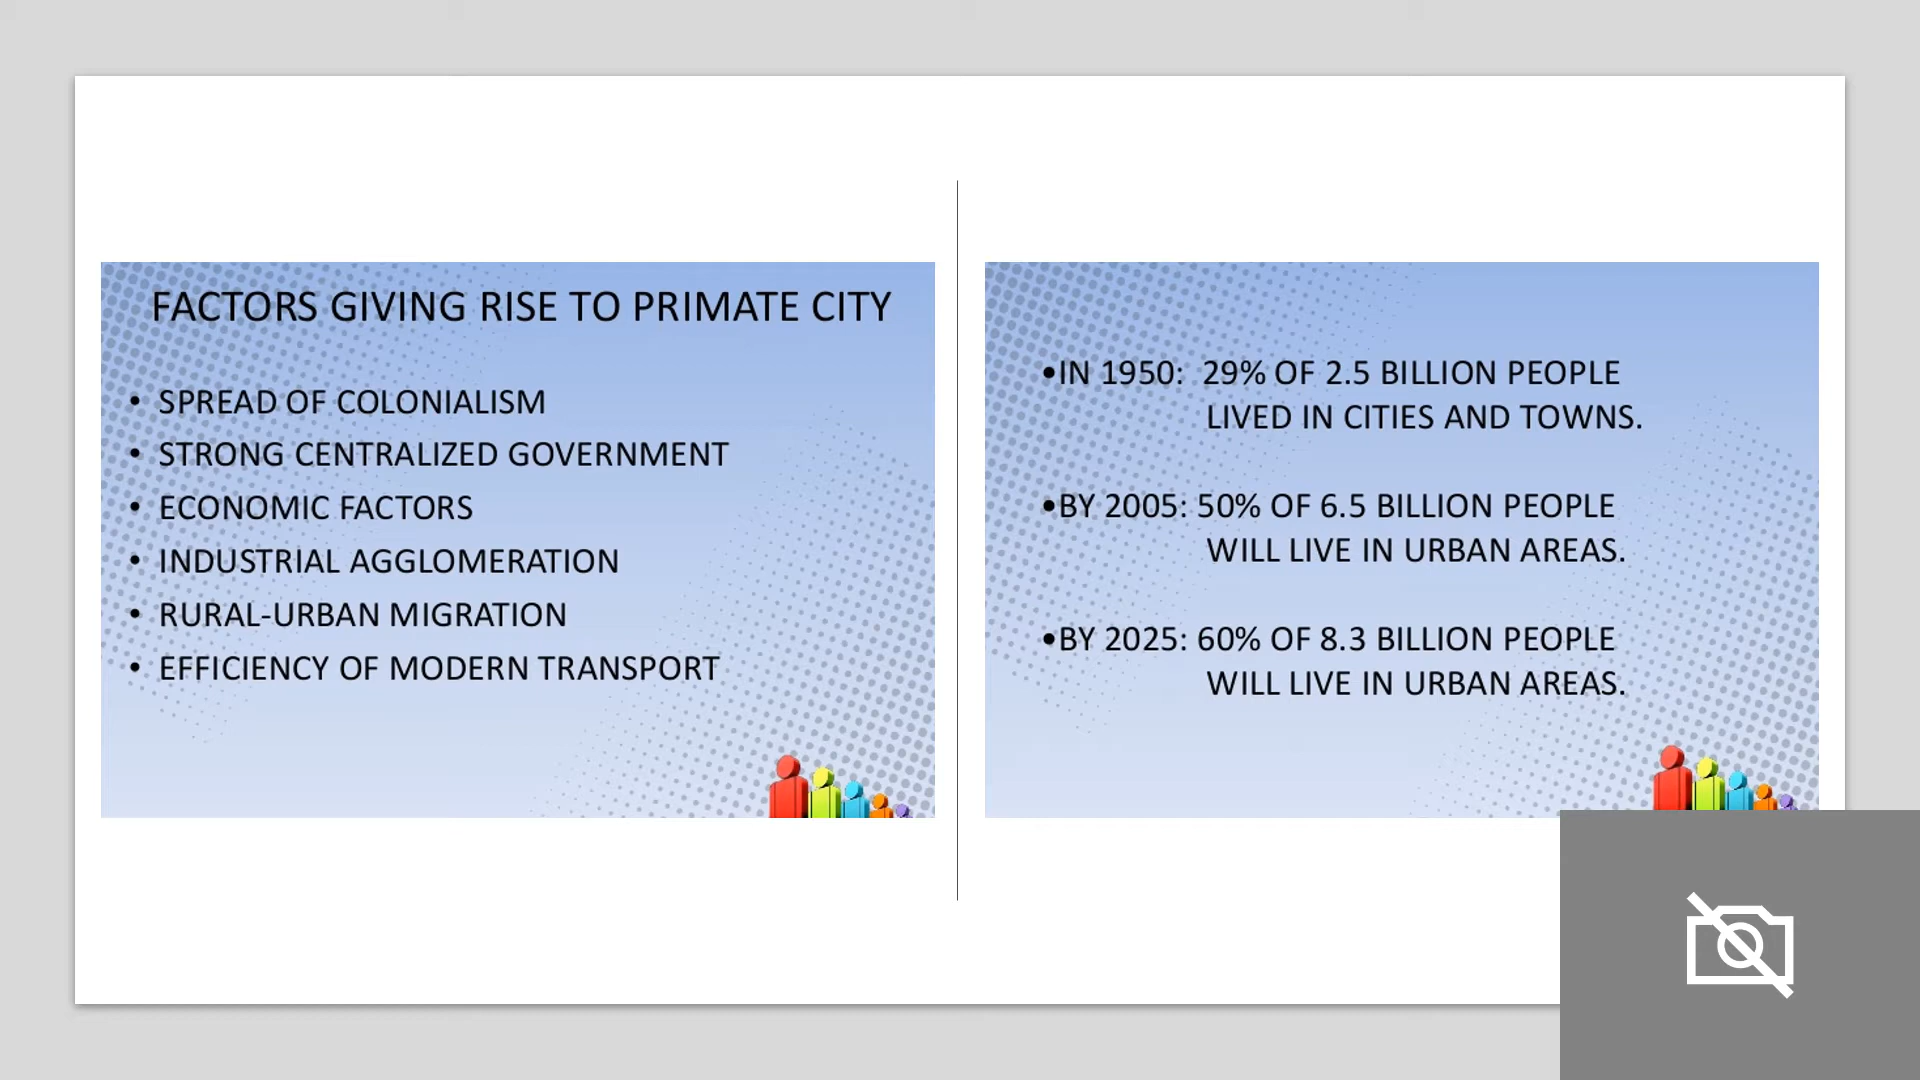 FACTORS GIVING RISE TO PRIMATE CITY
• SPREAD OF COLONIALISM
• STRONG CENTRALIZED GOVERNMENT
• ECONOMIC FACTORS
• INDUSTRIAL AGGLOMERATION
• RURAL-URBAN MIGRATION
• EFFICIENCY OF MODERN TRANSPORT
•IN 1950: 29% OF 2.5 BILLION PEOPLE
LIVED IN CITIES AND TOWNS.
•BY 2005: 50% OF 6.5 BILLION PEOPLE
WILL LIVE IN URBAN AREAS.
•BY 2025: 60% OF 8.3 BILLION PEOPLE
WILL LIVE IN URBAN AREAS.